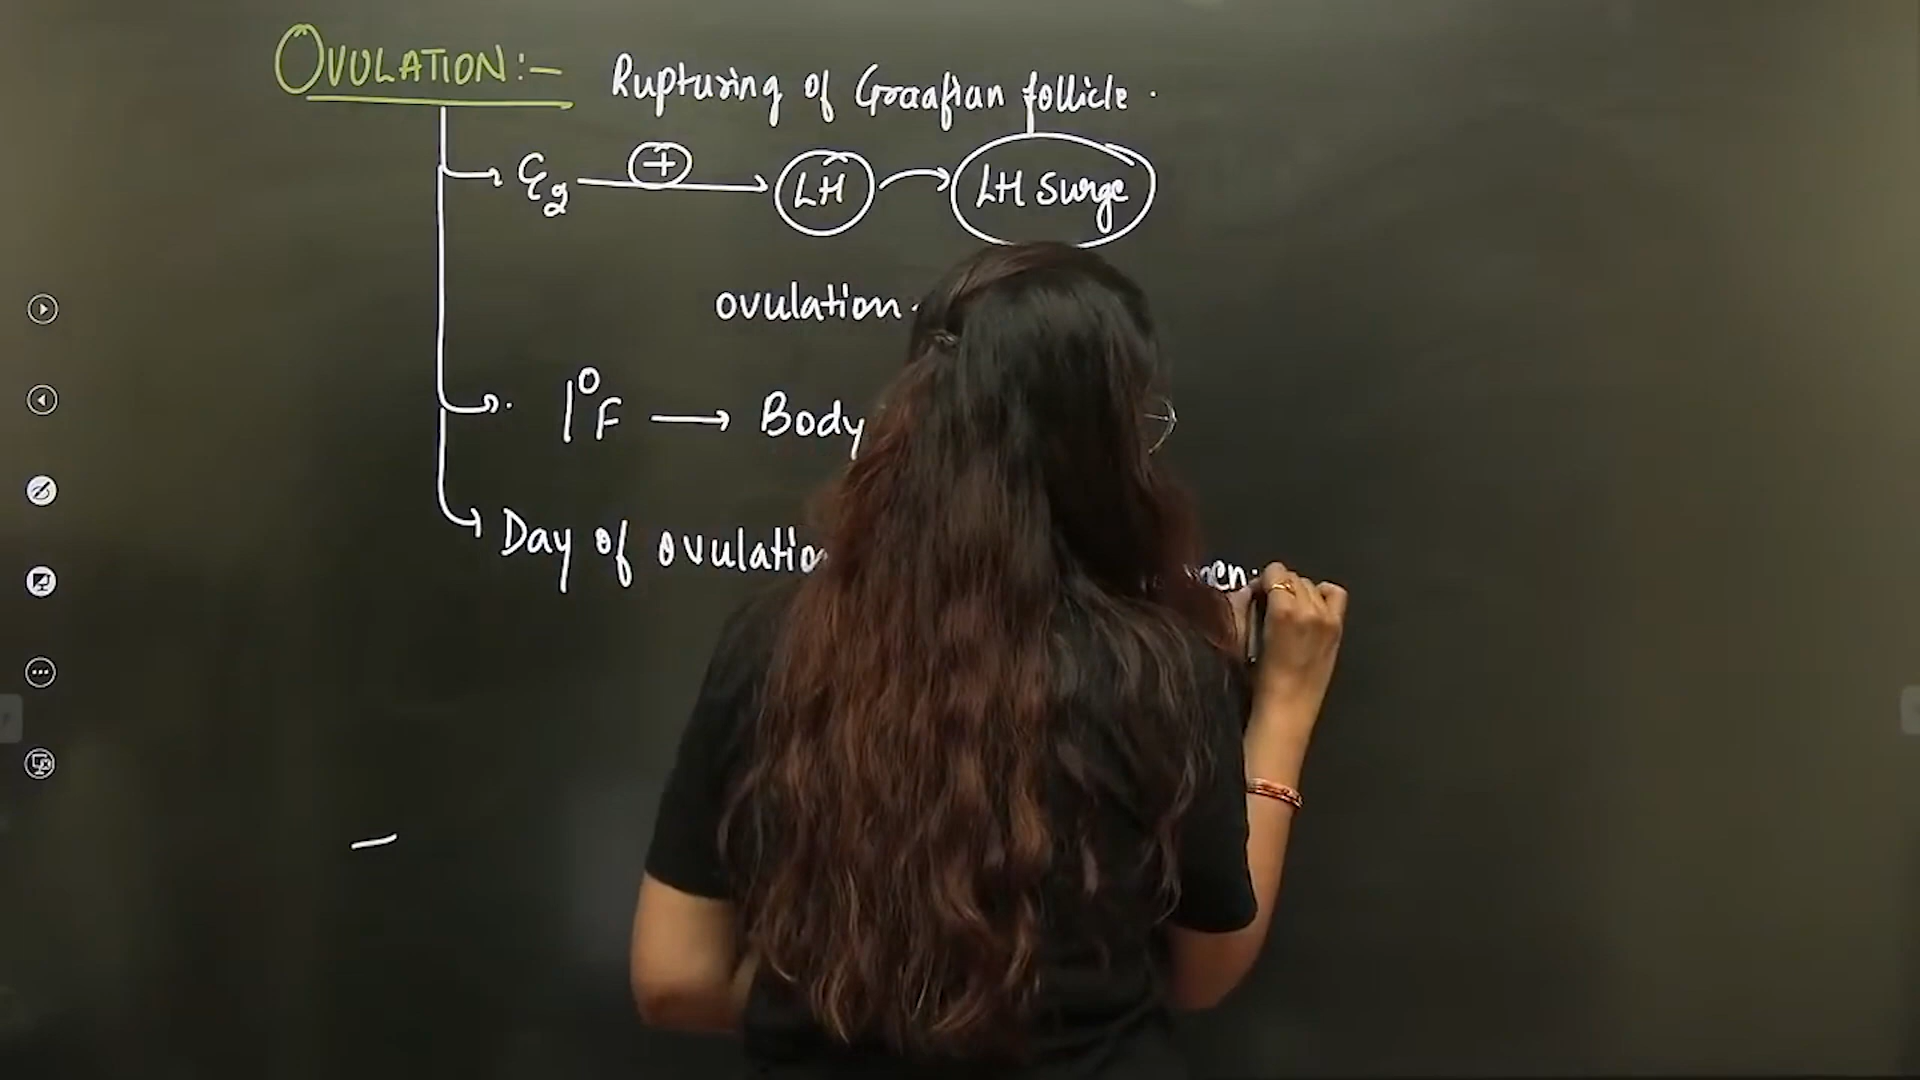 OVULATION:- Rupturing of Graafian follicle.
E2 + LH LH Surge
ovulation.
1°F → Body
Day of ovulatio